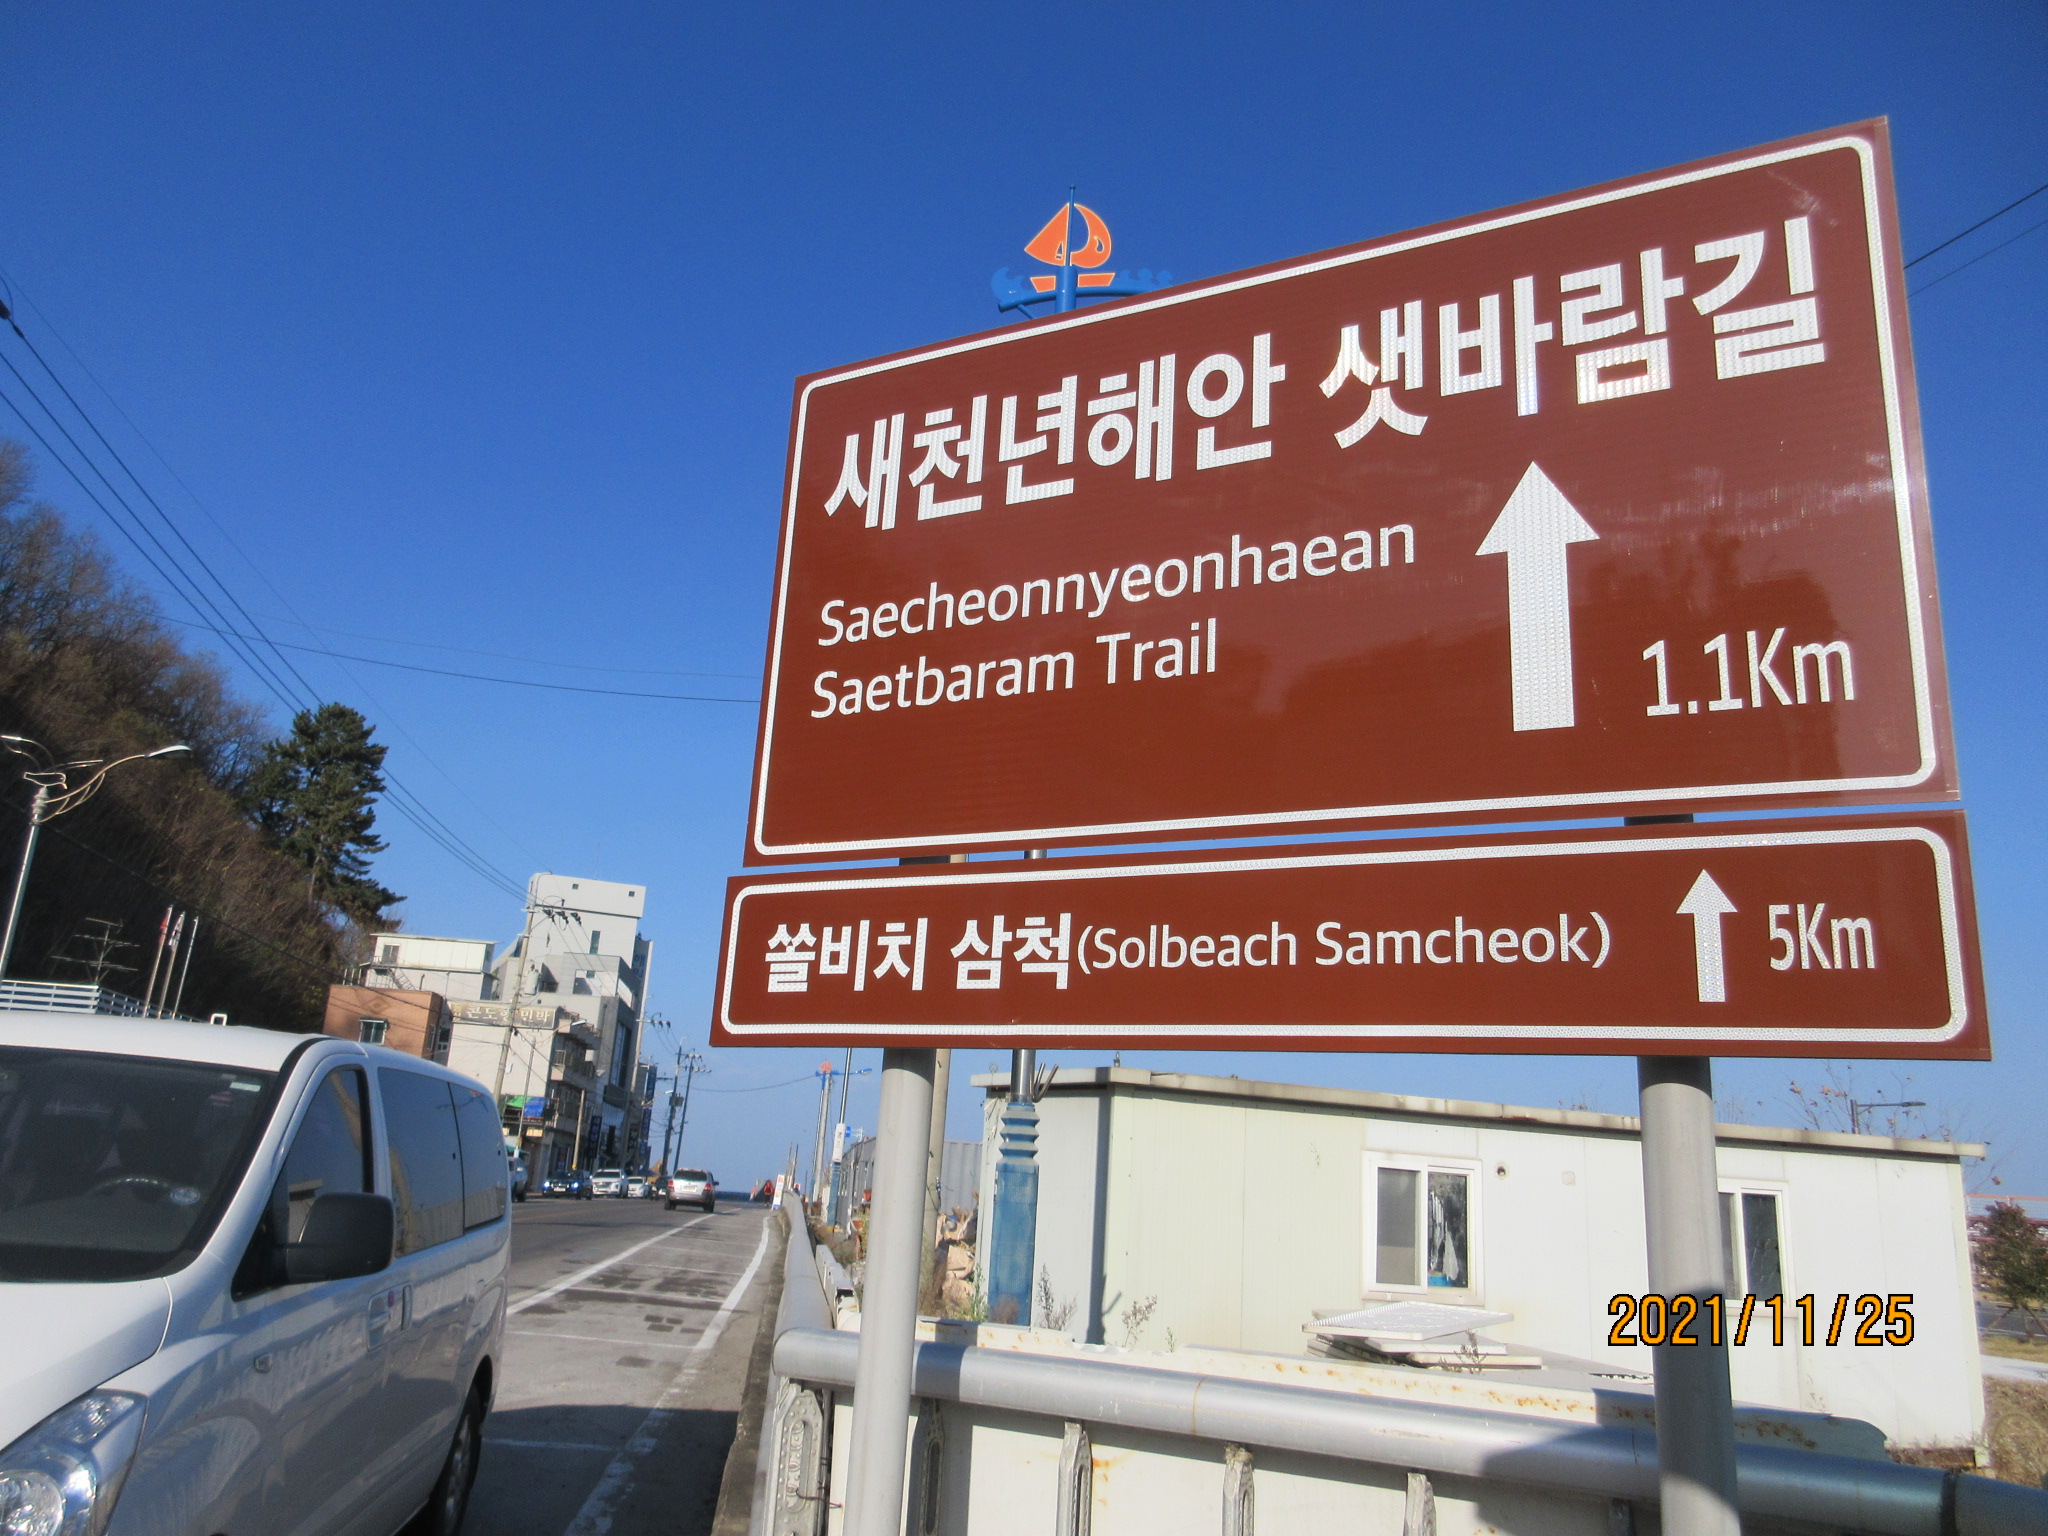 새천년해안 샛바람길
Saecheonnyeonhaean
Saetbaram Trail
1.1Km
쏠비치 삼척(Solbeach Samcheok)
5Km
2021/11/25